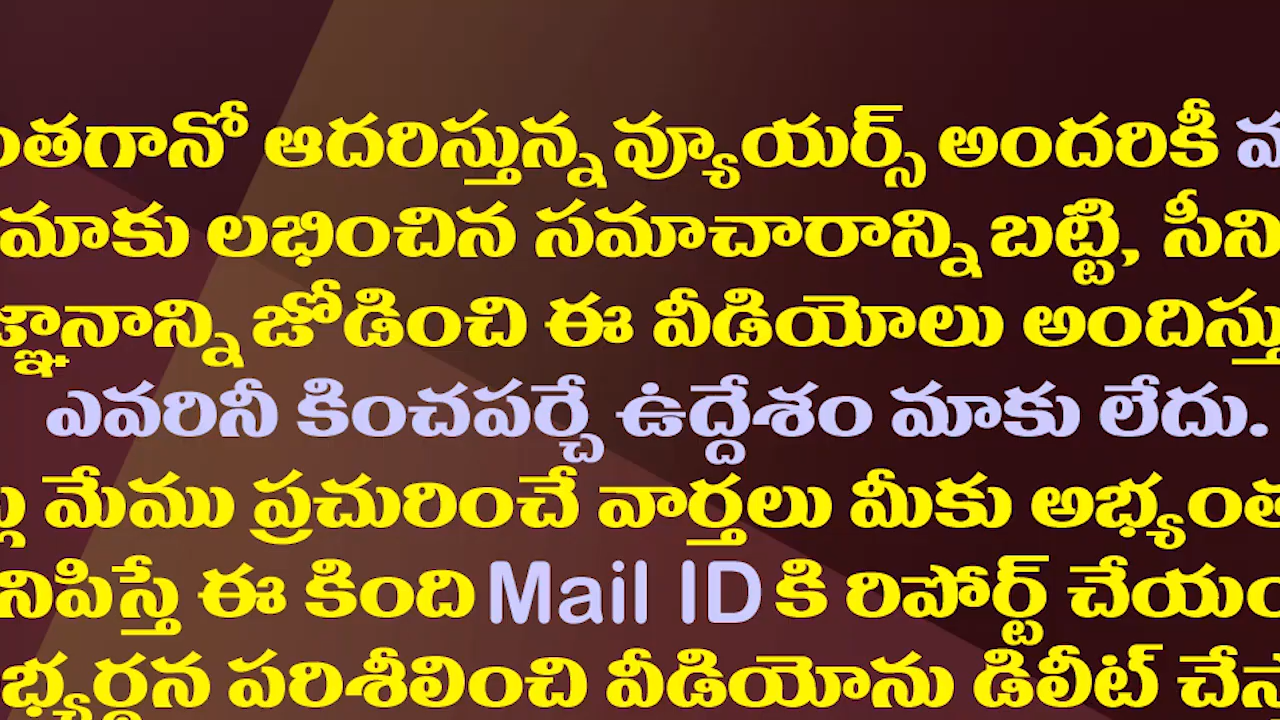 ంతగానో ఆదరిస్తున్న వ్యూయర్స్ అందరికీ
మాకు లభించిన సమాచారాన్ని బట్టి, సీని
జ్ఞానాన్ని జోడించి ఈ వీడియోలు అందిస్తు
ఎవరినీ కించపర్చే ఉద్దేశం మాకు లేదు.
మేము ప్రచురించే వార్తలు మీకు అభ్యంత
నిపిస్తే ఈ కింది Mail ID కి రిపోర్ట్ చేయం
భ్యర్థన పరిశీలించి వీడియోను డిలీట్ చేస